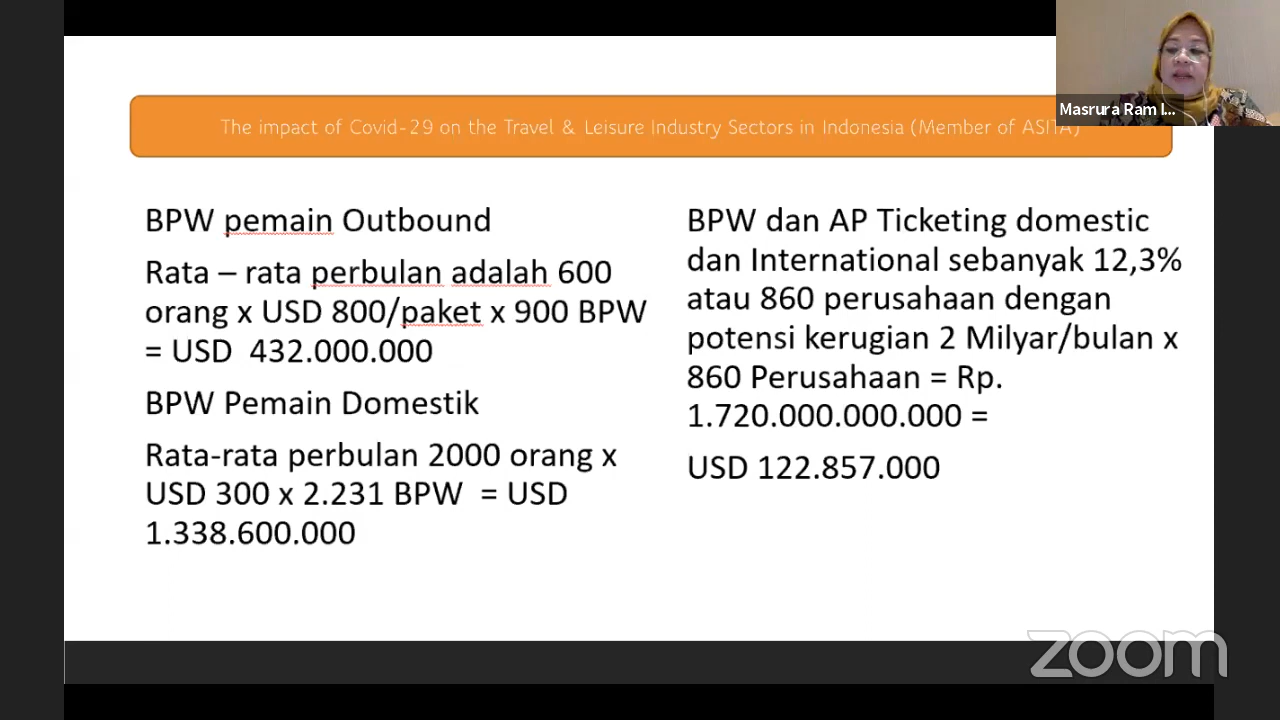 Masrura Ram I...
The impact of Covid-29 on the Travel & Leisure Industry Sectors in Indonesia (Member of ASITA)
BPW pemain Outbound
Rata – rata perbulan adalah 600
orang x USD 800/paket x 900 BPW
= USD 432.000.000
BPW Pemain Domestik
Rata-rata perbulan 2000 orang x
USD 300 x 2.231 BPW = USD
1.338.600.000
BPW dan AP Ticketing domestic
dan International sebanyak 12,3%
atau 860 perusahaan dengan
potensi kerugian 2 Milyar/bulan x
860 Perusahaan = Rp.
1.720.000.000.000 =
USD 122.857.000
zoom